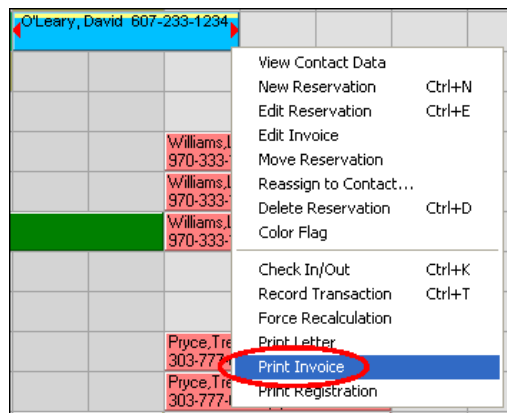 O'Leary, David 607-233-1234
View Contact Data
New Reservation Ctrl+N
Edit Reservation Ctrl+E
Edit Invoice
Move Reservation
Reassign to Contact...
Delete Reservation Ctrl+D
Color Flag
Check In/Out Ctrl+K
Record Transaction Ctrl+T
Force Recalculation
Print Letter
Print Invoice
Print Registration
Williams,
970-333-
Williams,
970-333-
Williams,
970-333-
Pryce,Tre
303-777-
Pryce,Tre
303-777-